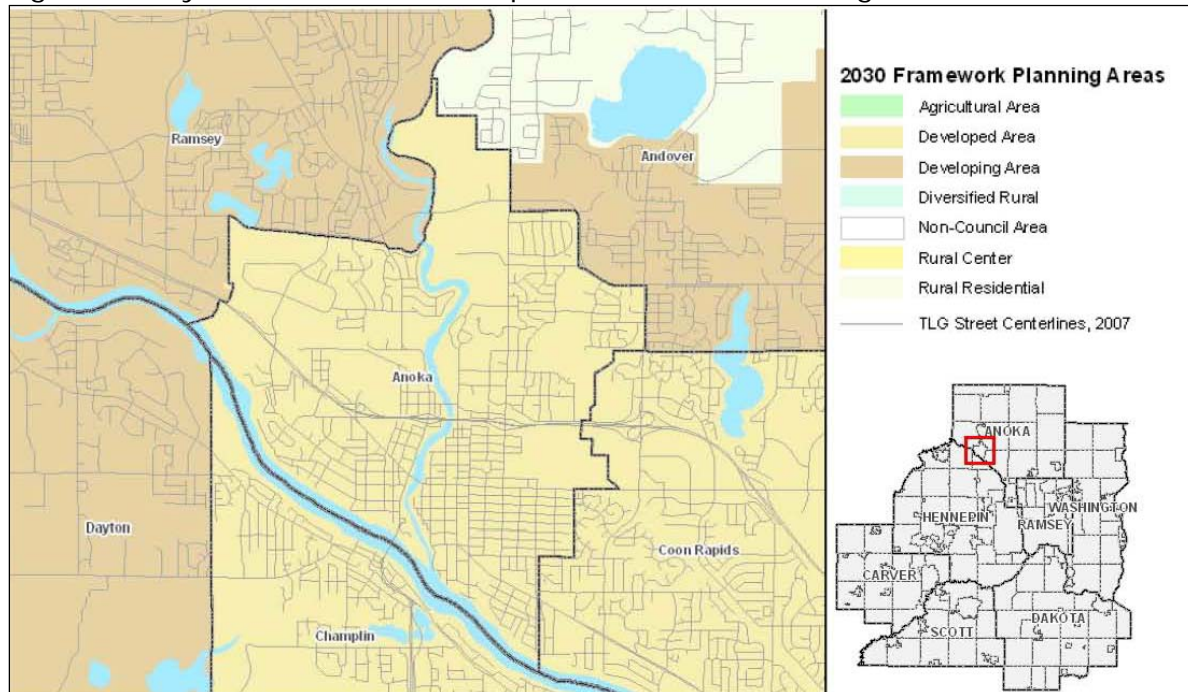 Ramsey
Andover
Anoka
Dayton
Coon Rapids
Champlin
2030 Framework Planning Areas
Agricultural Area
Developed Area
Developing Area
Diversified Rural
Non-Council Area
Rural Center
Rural Residential
TLG Street Centerlines, 2007
ANOKA
WASHINGTON
HENNEPIN
RAMSEY
CARVER
SCOTT
DAKOTA